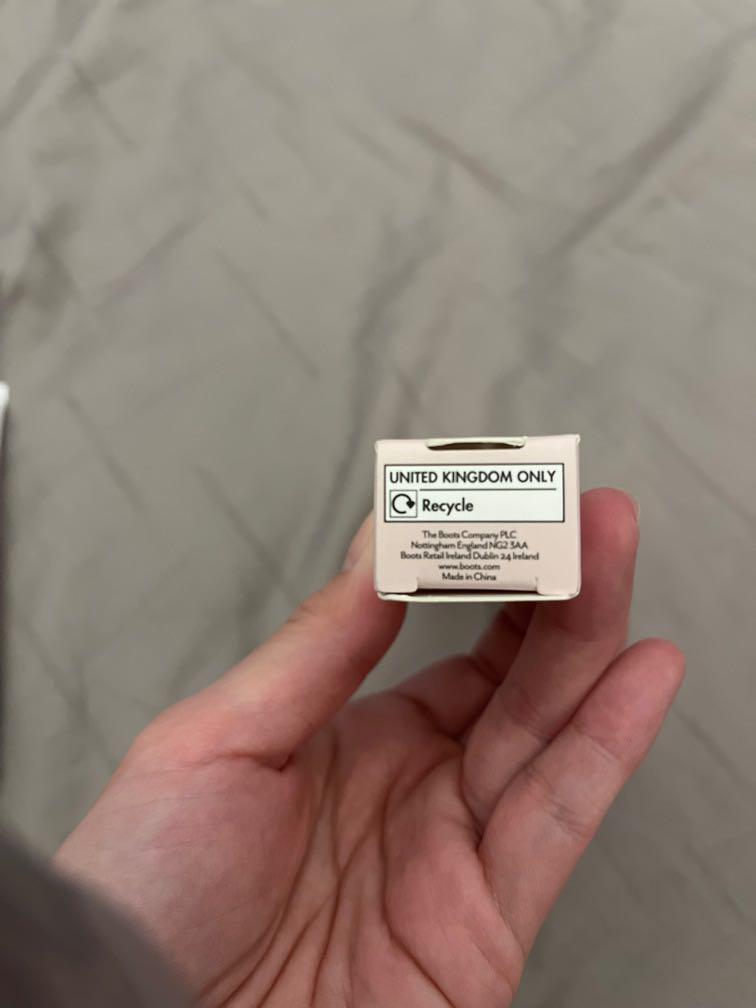 UNITED KINGDOM ONLY
Recycle
The Boots Company PLC
Nottingham England NG2 3AA
Boots Retail Ireland Dublin 24 Ireland
www.boots.com
Made in China